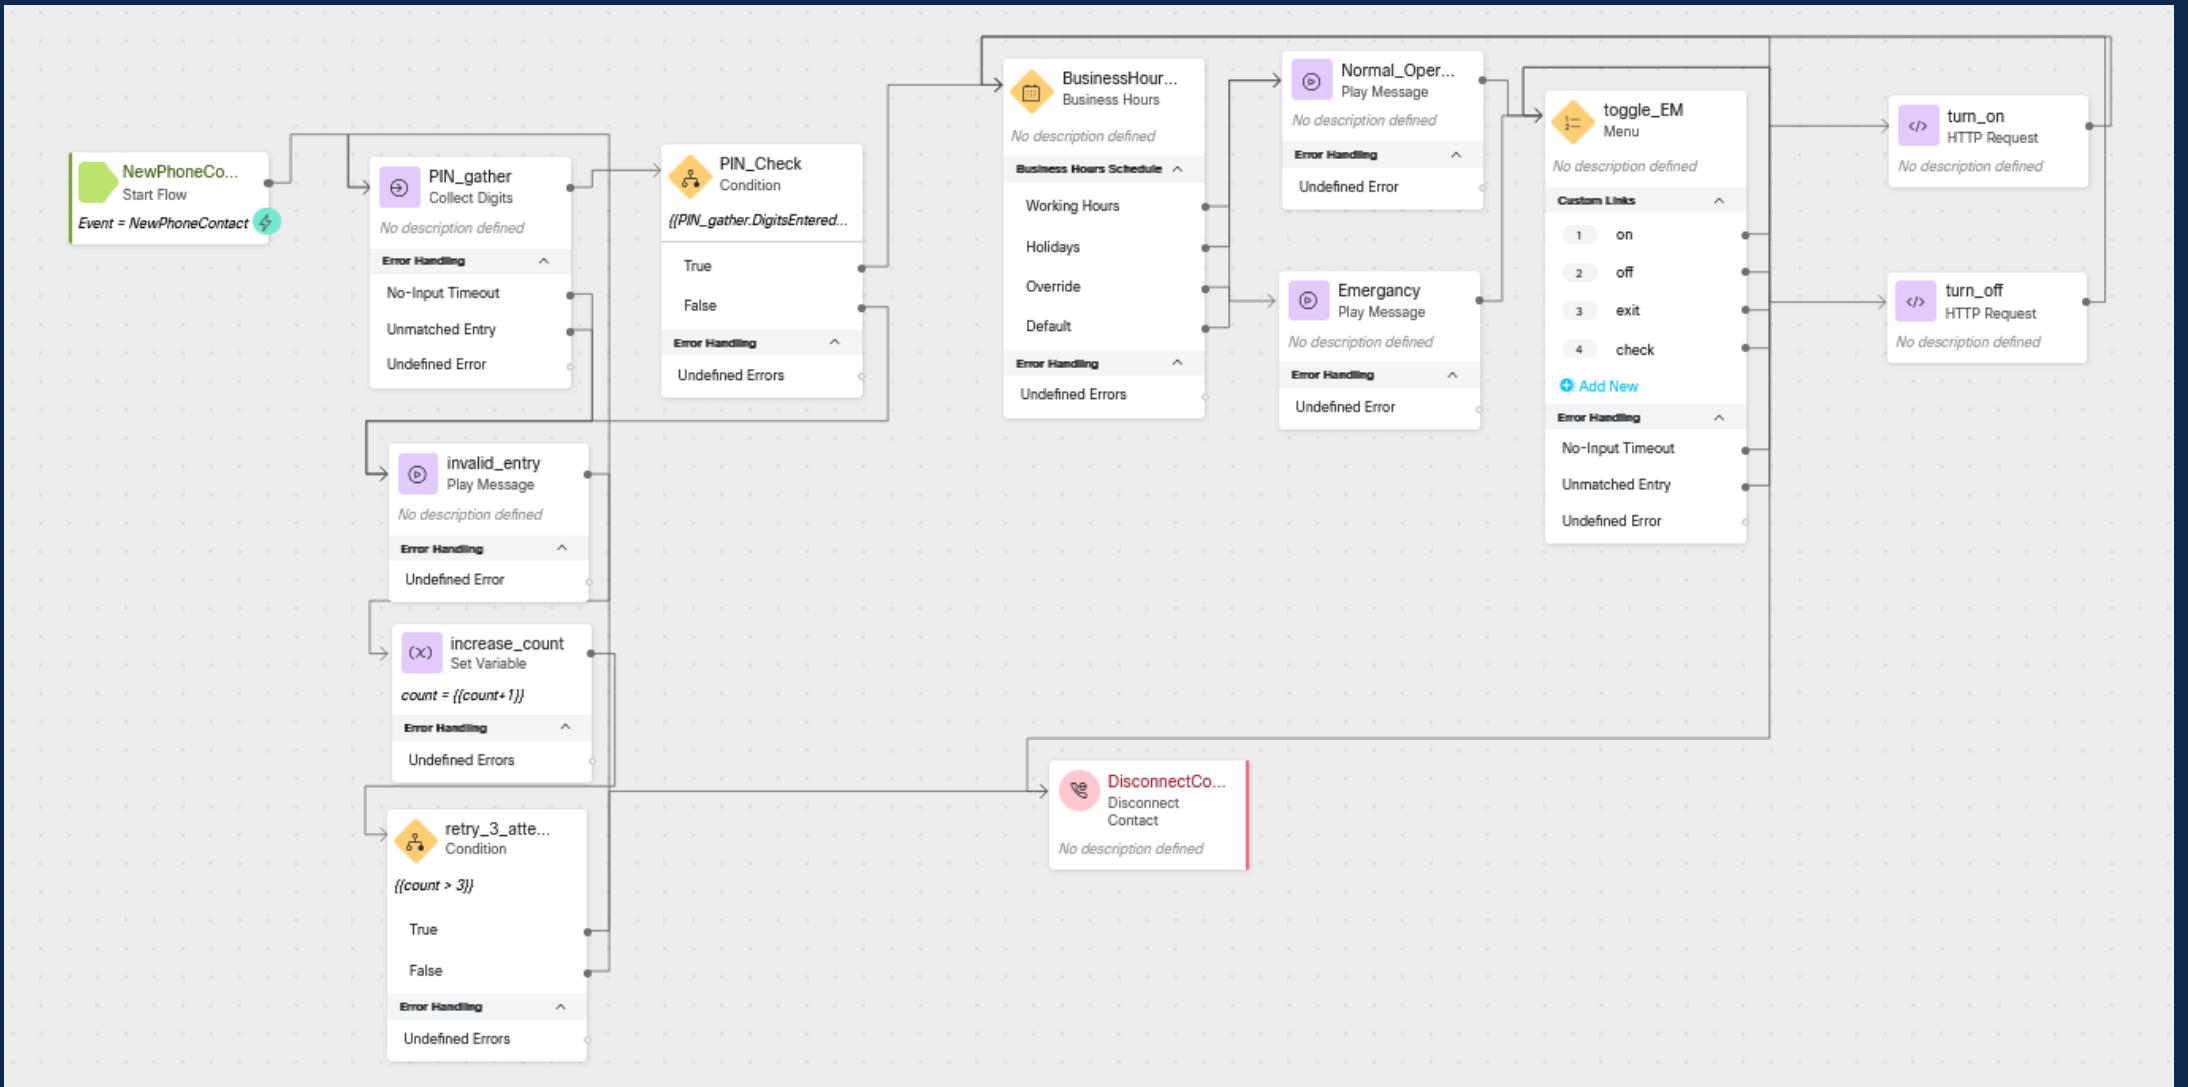 NewPhoneCo...
Start Flow
Event = NewPhoneContact
PIN_gather
Collect Digits
No description defined
Error Handling
No-Input Timeout
Unmatched Entry
Undefined Error
PIN_Check
Condition
{{PIN_gather.DigitsEntered...
True
False
Error Handling
Undefined Errors
invalid_entry
Play Message
No description defined
Error Handling
Undefined Error
increase_count
Set Variable
count = {{count+1}}
Error Handling
Undefined Errors
retry_3_atte...
Condition
{{count > 3}}
True
False
Error Handling
Undefined Errors
BusinessHour...
Business Hours
No description defined
Business Hours Schedule
Working Hours
Holidays
Override
Default
Error Handling
Undefined Errors
Normal_Oper...
Play Message
No description defined
Error Handling
Undefined Error
Emergancy
Play Message
No description defined
Error Handling
Undefined Error
toggle_EM
Menu
No description defined
Custom Links
1 on
2 off
3 exit
4 check
Add New
Error Handling
No-Input Timeout
Unmatched Entry
Undefined Error
turn_on
HTTP Request
No description defined
turn_off
HTTP Request
No description defined
DisconnectCo...
Disconnect
Contact
No description defined